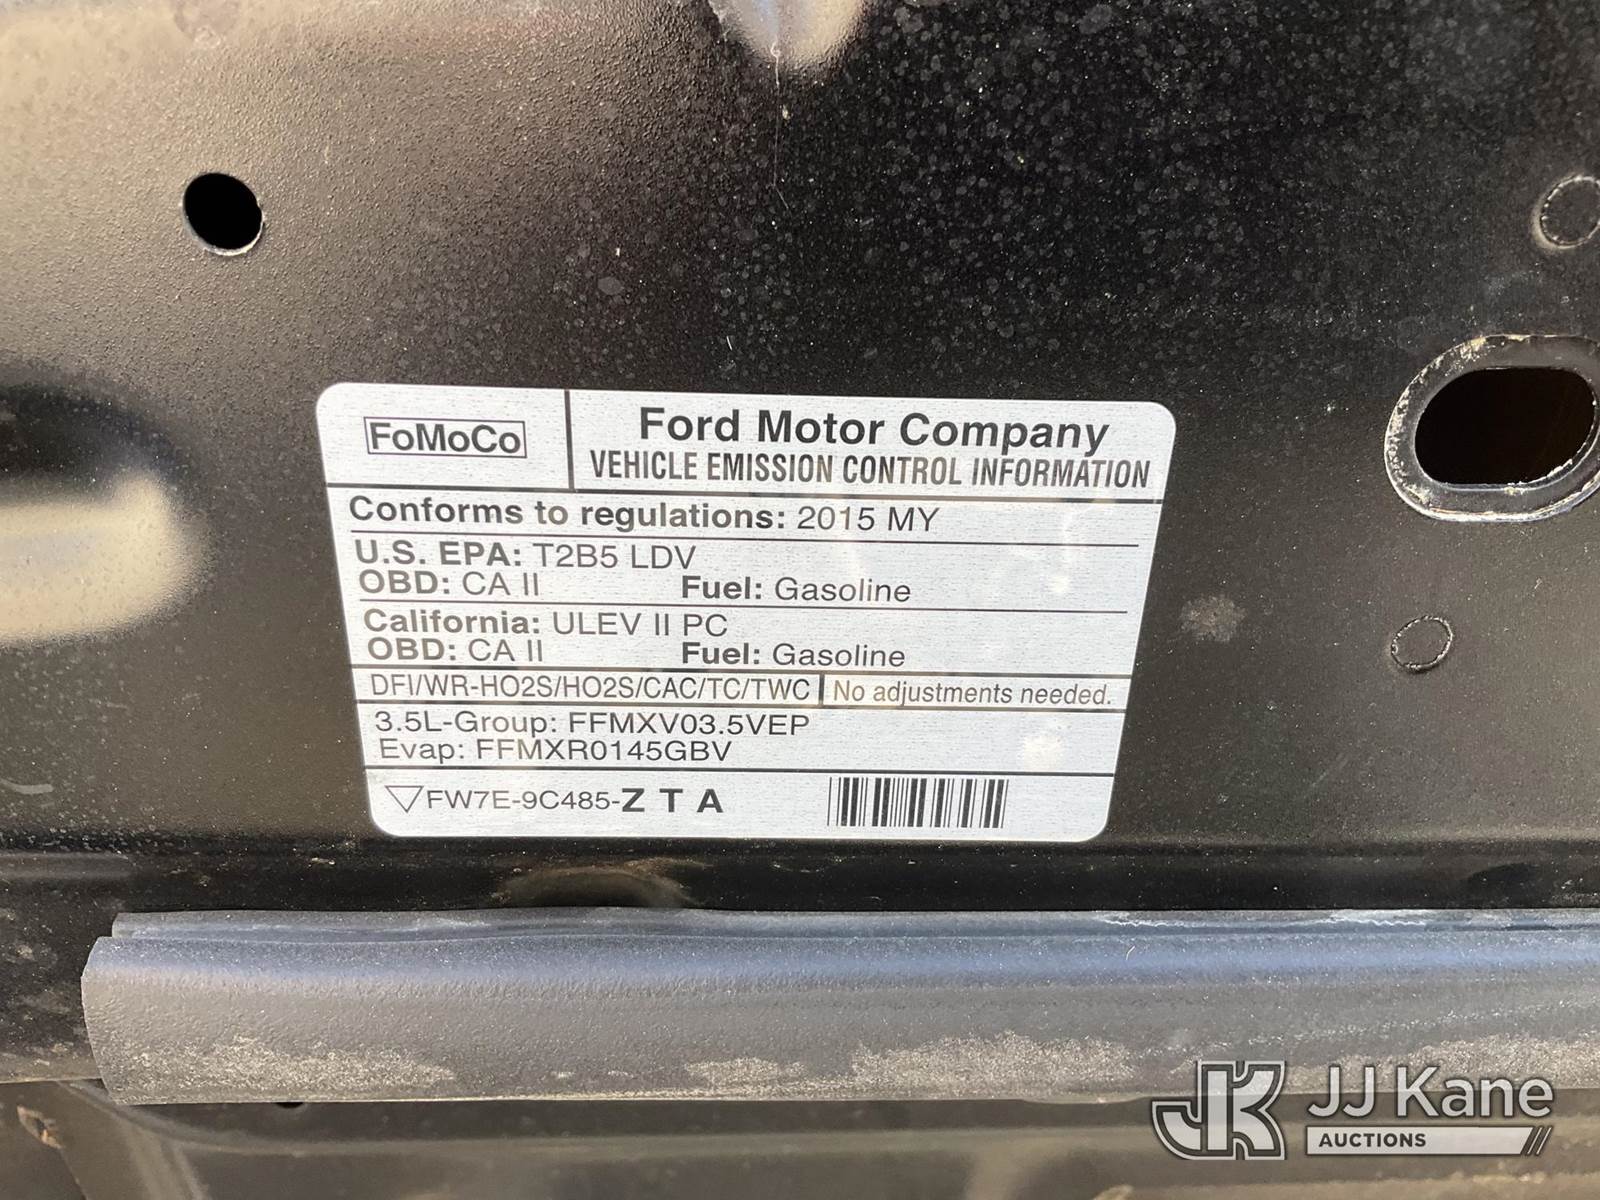 FoMoCo
Ford Motor Company
VEHICLE EMISSION CONTROL INFORMATION
Conforms to regulations: 2015 MY
U.S. EPA: T2B5 LDV
OBD: CA II Fuel: Gasoline
California: ULEV II PC
OBD: CA II Fuel: Gasoline
DFI/WR-HO2S/HO2S/CAC/TC/TWC No adjustments needed.
3.5L-Group: FFMXV03.5VEP
Evap: FFMXR0145GBV
FW7E-9C485-Z T A
JK JJ Kane
AUCTIONS